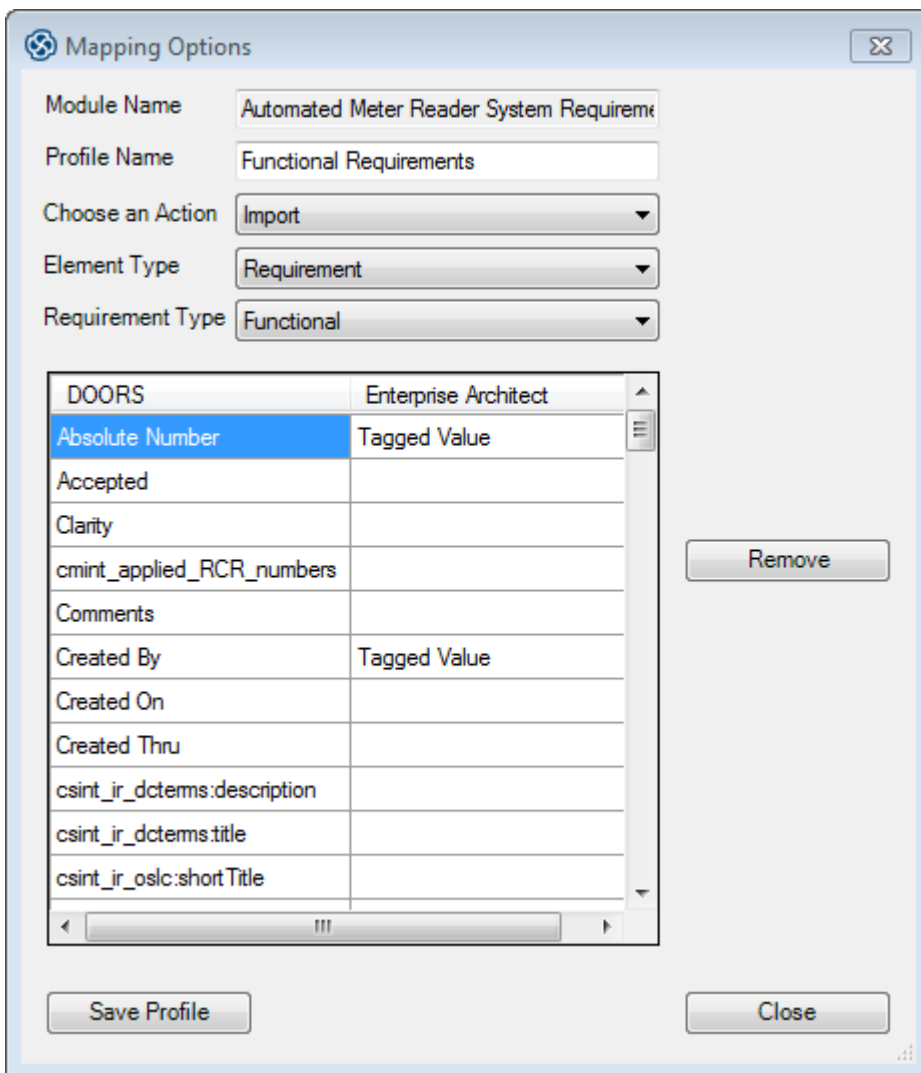 Mapping Options
Module Name Automated Meter Reader System Requireme
Profile Name Functional Requirements
Choose an Action Import
Element Type Requirement
Requirement Type Functional
DOORS Enterprise Architect
Absolute Number Tagged Value
Accepted
Clarity
cmint_applied_RCR_numbers
Remove
Comments
Created By Tagged Value
Created On
Created Thru
csint_ir_dcterms:description
csint_ir_dcterms:title
csint_ir_oslc:shortTitle
Save Profile Close